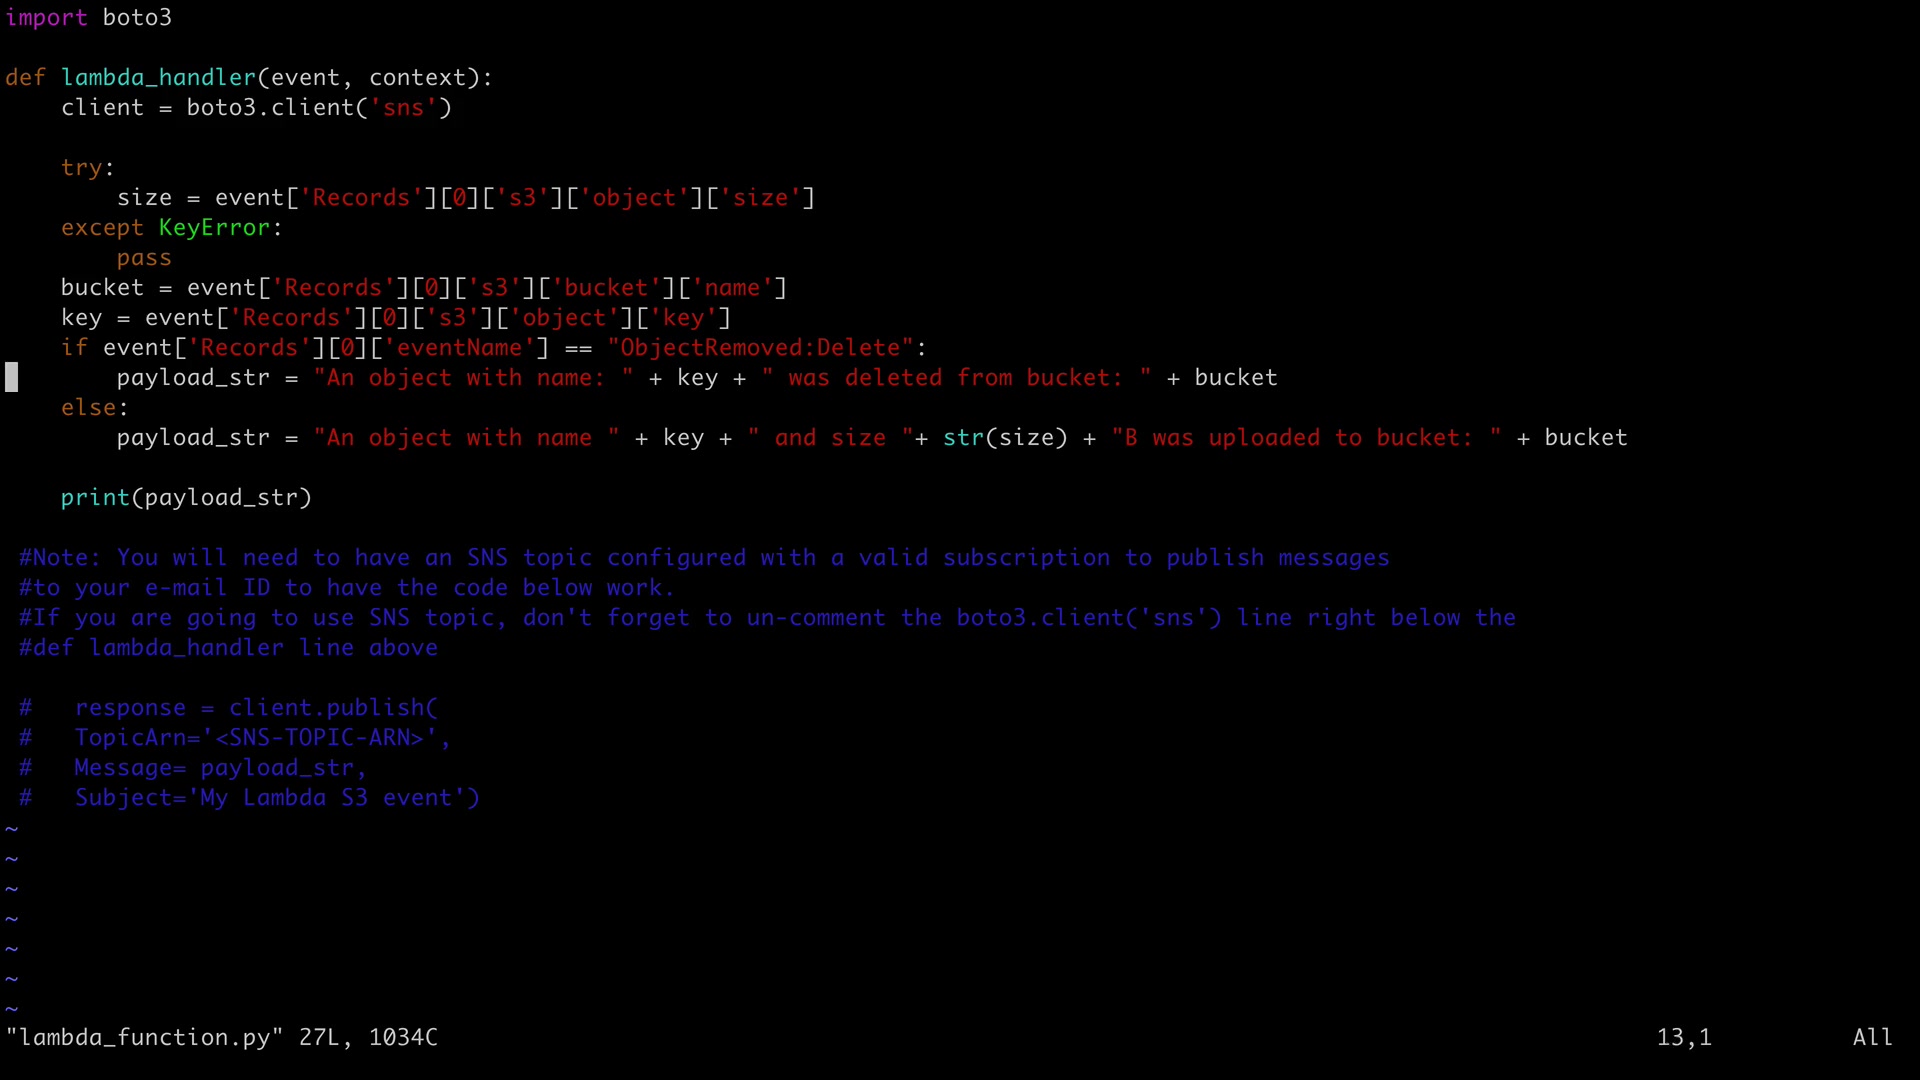 import boto3

def lambda_handler(event, context):
    client = boto3.client('sns')

    try:
        size = event['Records'][0]['s3']['object']['size']
    except KeyError:
        pass
    bucket = event['Records'][0]['s3']['bucket']['name']
    key = event['Records'][0]['s3']['object']['key']
    if event['Records'][0]['eventName'] == "ObjectRemoved:Delete":
        payload_str = "An object with name: " + key + " was deleted from bucket: " + bucket
    else:
        payload_str = "An object with name " + key + " and size "+ str(size) + "B was uploaded to bucket: " + bucket

    print(payload_str)

 #Note: You will need to have an SNS topic configured with a valid subscription to publish messages
 #to your e-mail ID to have the code below work.
 #If you are going to use SNS topic, don't forget to un-comment the boto3.client('sns') line right below the
 #def lambda_handler line above

 #   response = client.publish(
 #   TopicArn='<SNS-TOPIC-ARN>',
 #   Message= payload_str,
 #   Subject='My Lambda S3 event')
~
~
~
~
~
~
~
"lambda_function.py" 27L, 1034C 13,1 All